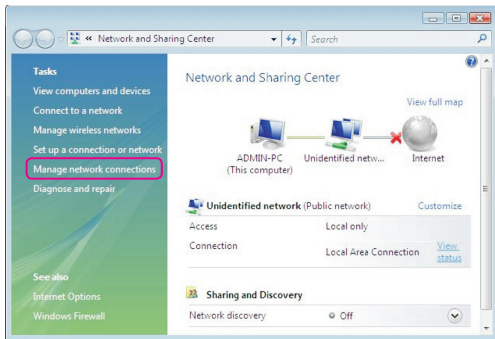 « Network and Sharing Center
Search
Tasks
View computers and devices
Connect to a network
Manage wireless networks
Set up a connection or network
Manage network connections
Diagnose and repair
See also
Internet Options
Windows Firewall
Network and Sharing Center
View full map
ADMIN-PC
(This computer)
Unidentified netw...
Internet
Unidentified network (Public network)
Customize
Access
Local only
Connection
Local Area Connection
View
status
Sharing and Discovery
Network discovery
Off